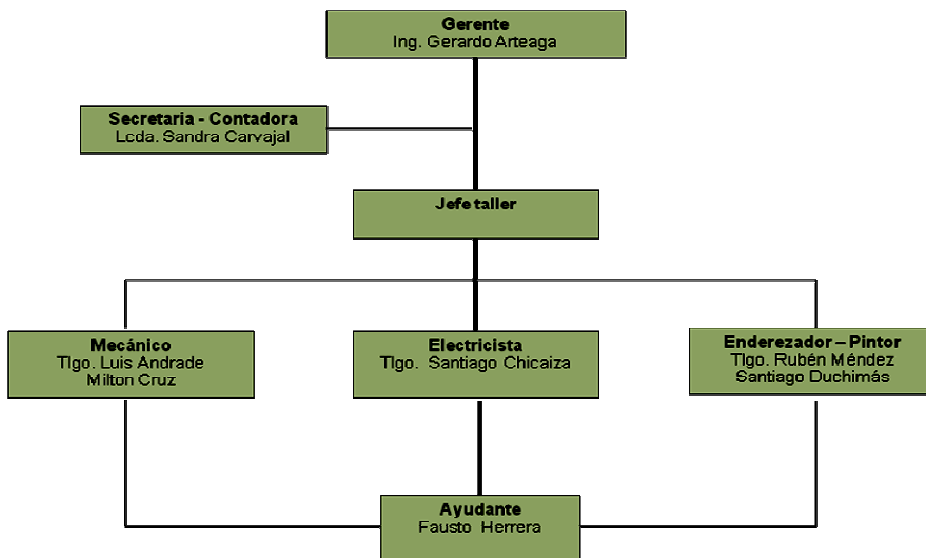 Gerente
Ing. Gerardo Arteaga
Secretaria - Contadora
Lcda. Sandra Carvajal
Jefe taller
Mecánico
Tlgo. Luis Andrade
Milton Cruz
Electricista
Tlgo. Santiago Chicaiza
Enderezador – Pintor
Tlgo. Rubén Méndez
Santiago Duchimás
Ayudante
Fausto Herrera